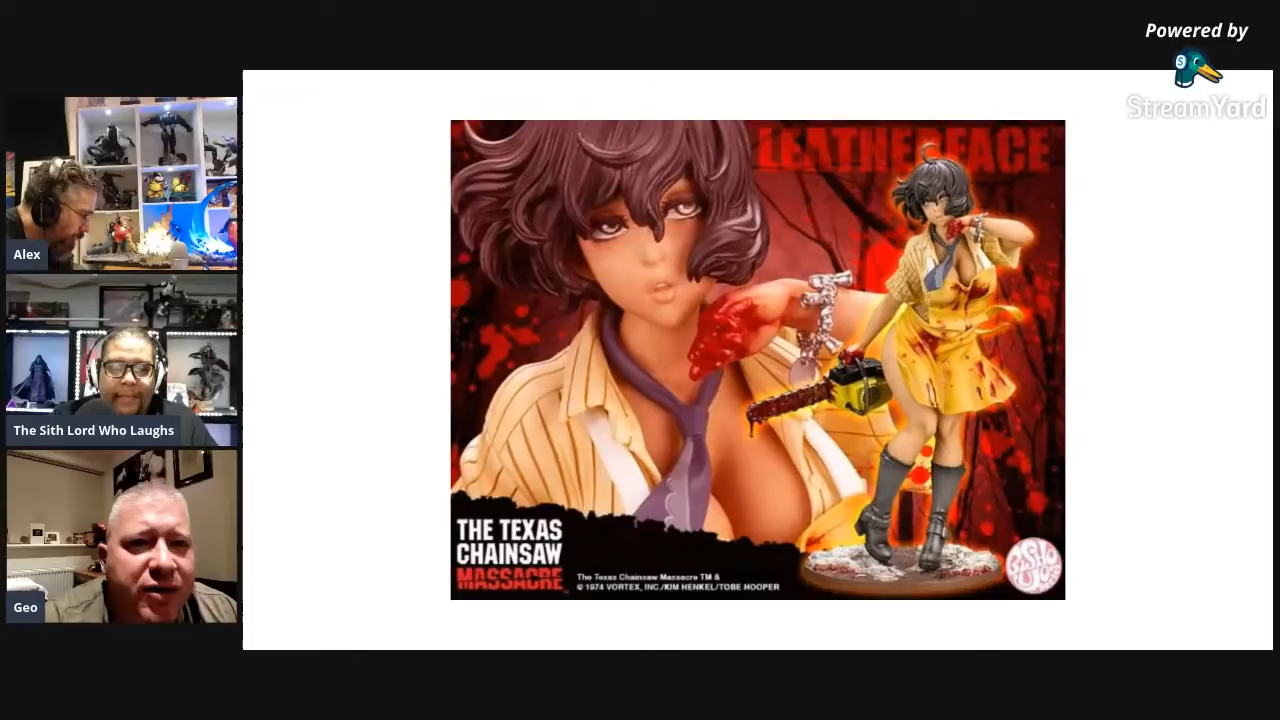 Powered by
StreamYard
Alex
The Sith Lord Who Laughs
Geo
LEATHERFACE
THE TEXAS
CHAINSAW
MASSACRE
The Texas Chainsaw Massacre TM &
© 1974 VORTEX, INC./KIM HENKEL/TOBE HOOPER
BISHOUJO